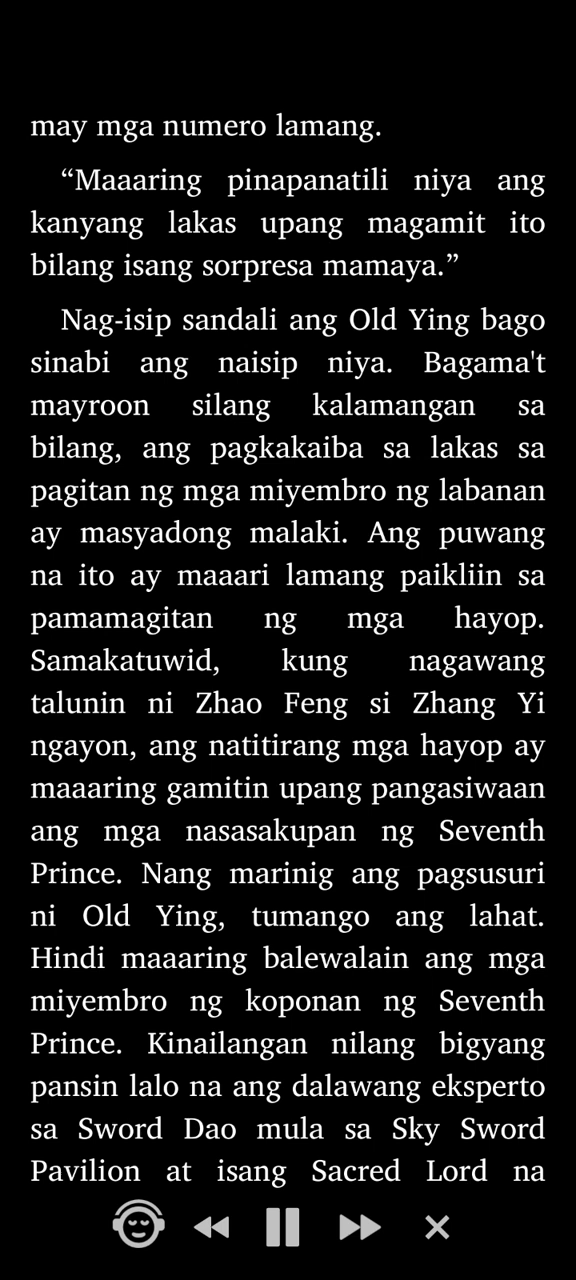 may mga numero lamang.
“Maaaring pinapanatili niya ang
kanyang lakas upang magamit ito
bilang isang sorpresa mamaya.”
Nag-isip sandali ang Old Ying bago
sinabi ang naisip niya. Bagama't
mayroon silang kalamangan sa
bilang, ang pagkakaiba sa lakas sa
pagitan ng mga miyembro ng labanan
ay masyadong malaki. Ang puwang
na ito ay maaari lamang paikliin sa
pamamagitan ng mga hayop.
Samakatuwid, kung nagawang
talunin ni Zhao Feng si Zhang Yi
ngayon, ang natitirang mga hayop ay
maaaring gamitin upang pangasiwaan
ang mga nasasakupan ng Seventh
Prince. Nang marinig ang pagsusuri
ni Old Ying, tumango ang lahat.
Hindi maaaring balewalain ang mga
miyembro ng koponan ng Seventh
Prince. Kinailangan nilang bigyang
pansin lalo na ang dalawang eksperto
sa Sword Dao mula sa Sky Sword
Pavilion at isang Sacred Lord na